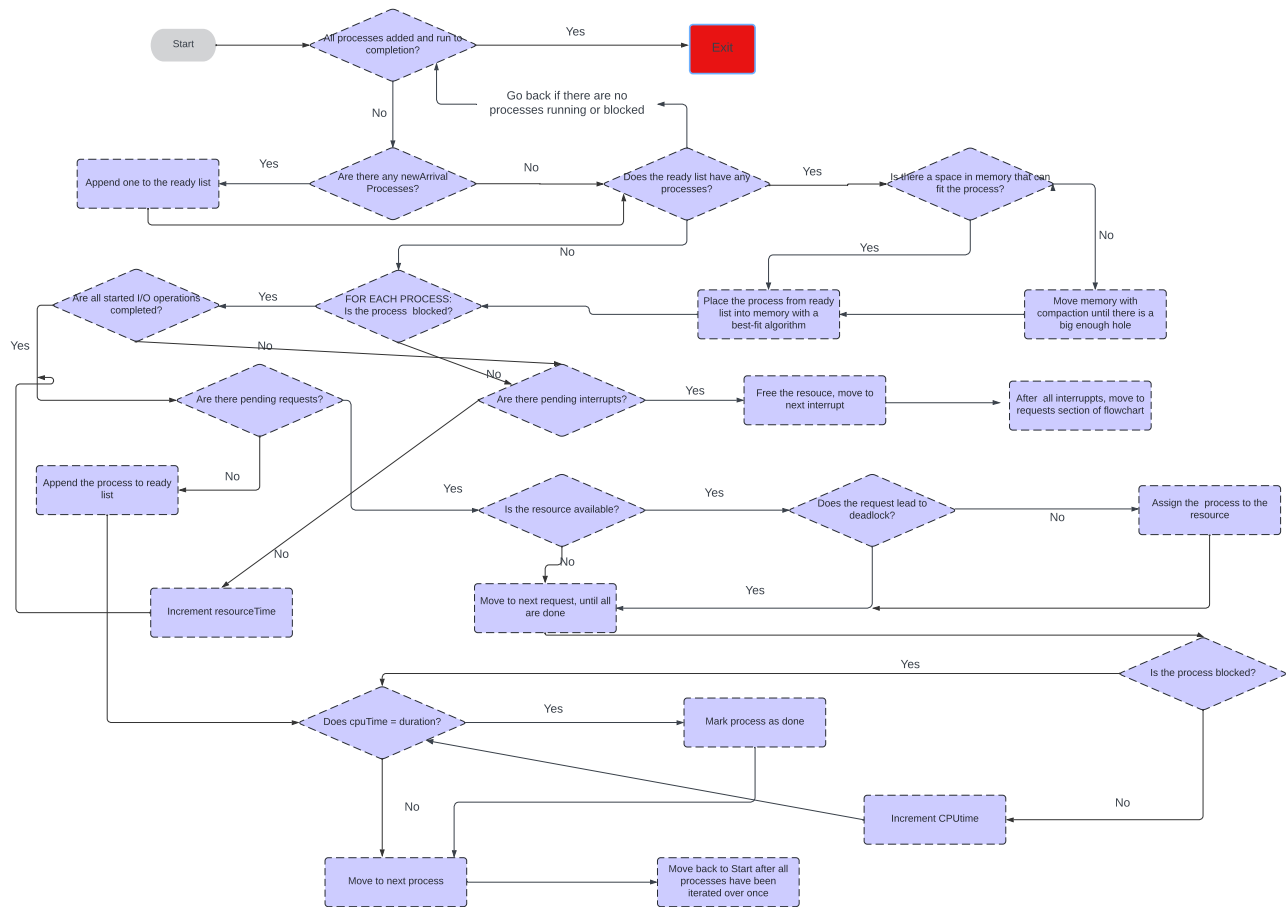 Start
All processes added and run to
completion?
Yes
Exit
Go back if there are no
processes running or blocked
No
Append one to the ready list
Yes
Are there any newArrival
Processes?
No
Does the ready list have any
processes?
Yes
Is there a space in memory that can
fit the process?
No
Yes
No
Are all started I/O operations
completed?
Yes
FOR EACH PROCESS:
Is the process  blocked?
Place the process from ready
list into memory with a
best-fit algorithm
Move memory with
compaction until there is a
big enough hole
Yes
No
No
Are there pending requests?
Are there pending interrupts?
Yes
Free the resouce, move to
next interrupt
After  all interruppts, move to
requests section of flowchart
Append the process to ready
list
No
Yes
Is the resource available?
Yes
Does the request lead to
deadlock?
No
Assign the  process to the
resource
No
No
Increment resourceTime
Move to next request, until all
are done
Yes
Yes
Is the process blocked?
Does cpuTime = duration?
Yes
Mark process as done
No
Increment CPUtime
No
Move to next process
Move back to Start after all
processes have been
iterated over once